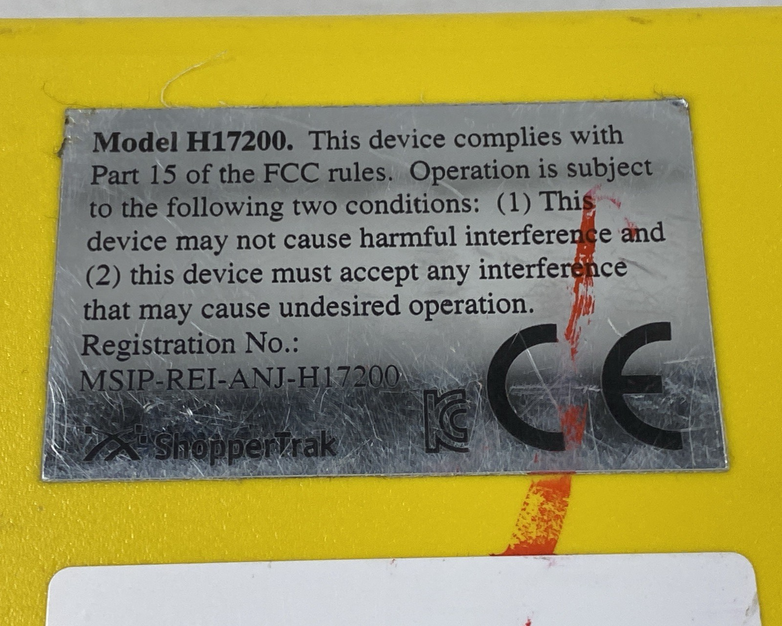 Model H17200. This device complies with
Part 15 of the FCC rules. Operation is subject
to the following two conditions: (1) This
device may not cause harmful interference and
(2) this device must accept any interference
that may cause undesired operation.
Registration No.:
MSIP-REI-ANJ-H17200
ShopperTrak
KC
CE